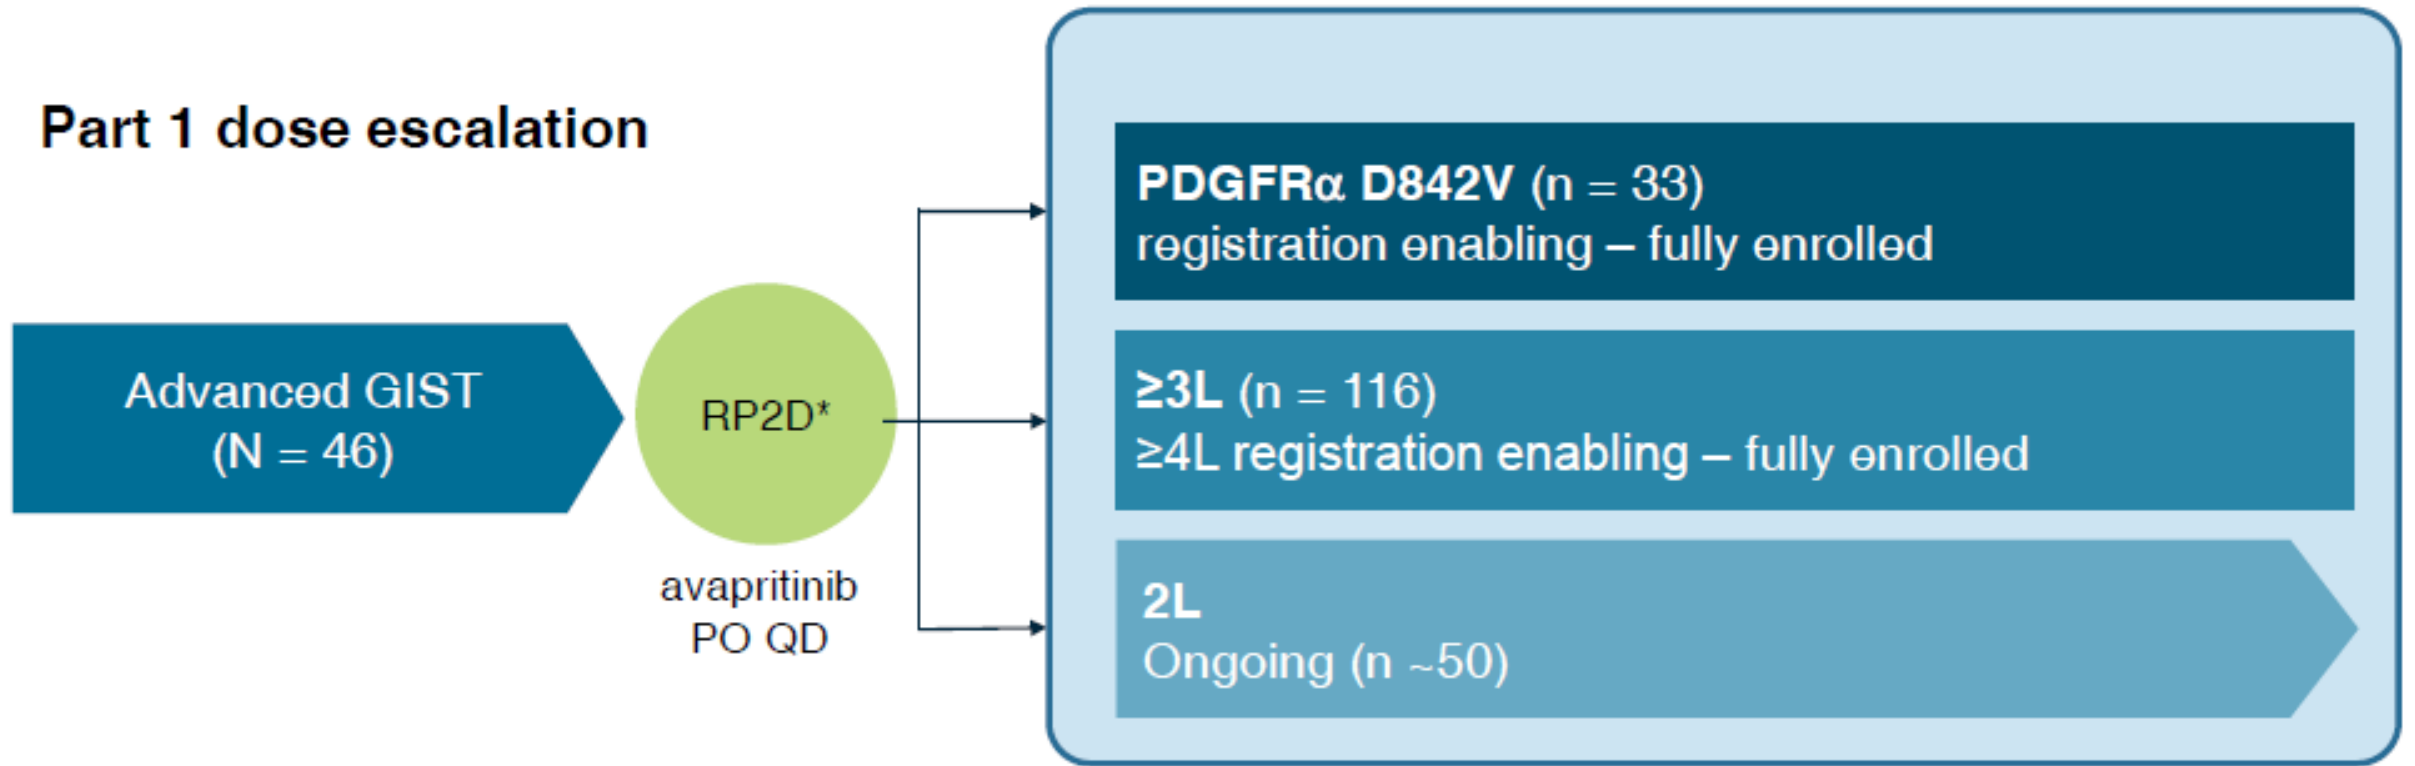 Part 1 dose escalation
Advanced GIST
(N = 46)
RP2D*
avapritinib
PO QD
PDGFRα D842V (n = 33)
registration enabling – fully enrolled
≥3L (n = 116)
≥4L registration enabling – fully enrolled
2L
Ongoing (n ~50)